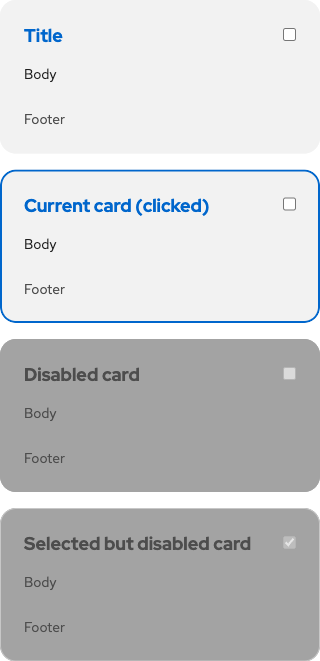 Title
Body
Footer
Current card (clicked)
Body
Footer
Disabled card
Body
Footer
Selected but disabled card
Body
Footer